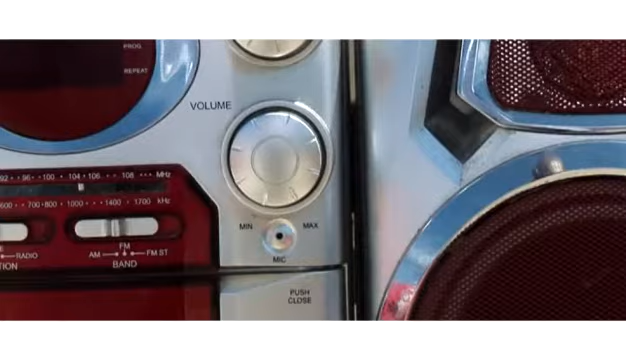 PROG.
REPEAT
VOLUME
92 · 96 · 100 · 104 · 106 · 108 ··· MHz
600 · 700 · 800 · 1000 · 1400 · 1700 kHz
MIN MAX
MIC
RADIO
AM FM FM ST
BAND
PUSH
CLOSE